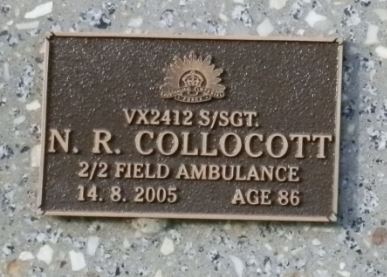 VX2412 S/SGT.
N. R. COLLOCOTT
2/2 FIELD AMBULANCE
14. 8. 2005 AGE 86